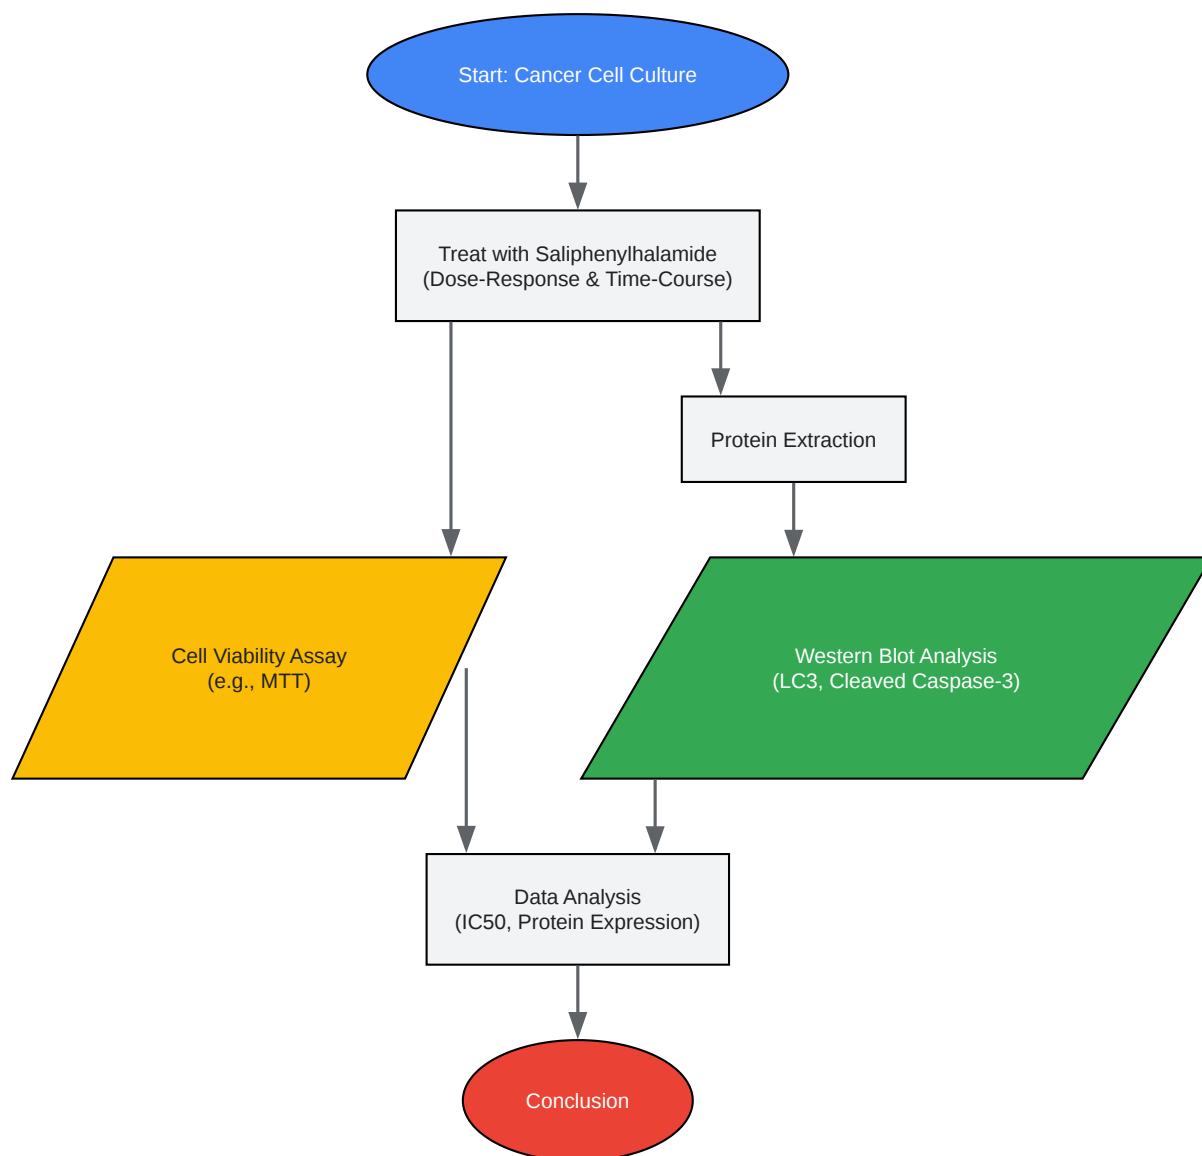 Start: Cancer Cell Culture
Treat with Saliphenylhalamide
(Dose-Response & Time-Course)
Protein Extraction
Cell Viability Assay
(e.g., MTT)
Western Blot Analysis
(LC3, Cleaved Caspase-3)
Data Analysis
(IC50, Protein Expression)
Conclusion